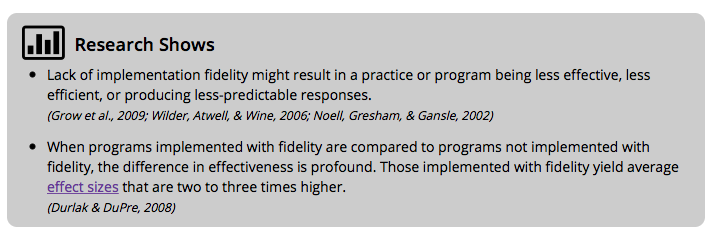 Research Shows
• Lack of implementation fidelity might result in a practice or program being less effective, less
efficient, or producing less-predictable responses.
(Grow et al., 2009; Wilder, Atwell, & Wine, 2006; Noell, Gresham, & Gansle, 2002)
• When programs implemented with fidelity are compared to programs not implemented with
fidelity, the difference in effectiveness is profound. Those implemented with fidelity yield average
effect sizes that are two to three times higher.
(Durlak & DuPre, 2008)